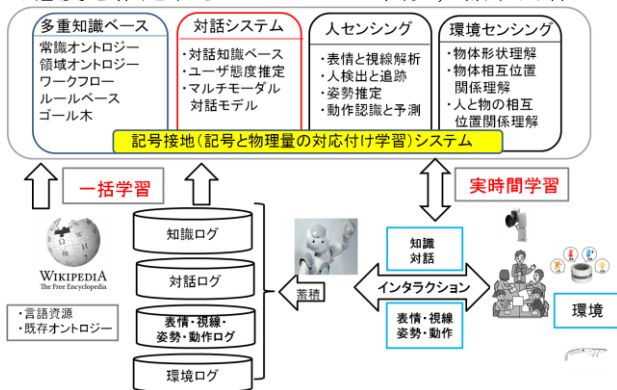 多重知識ベース
常識オントロジー
領域オントロジー
ワークフロー
ルールベース
ゴール木
対話システム
・対話知識ベース
・ユーザ態度推定
・マルチモーダル
対話モデル
人センシング
・表情と視線解析
・人検出と追跡
・姿勢推定
・動作認識と予測
環境センシング
・物体形状理解
・物体相互位置
関係理解
・人と物の相互
位置関係理解
記号接地(記号と物理量の対応付け学習)システム
一括学習
実時間学習
WIKIPEDIA
The Free Encyclopedia
・言語資源
・既存オントロジー
知識ログ
対話ログ
表情・視線・
姿勢・動作ログ
環境ログ
蓄積
知識
対話
インタラクション
表情・視線
姿勢・動作
環境